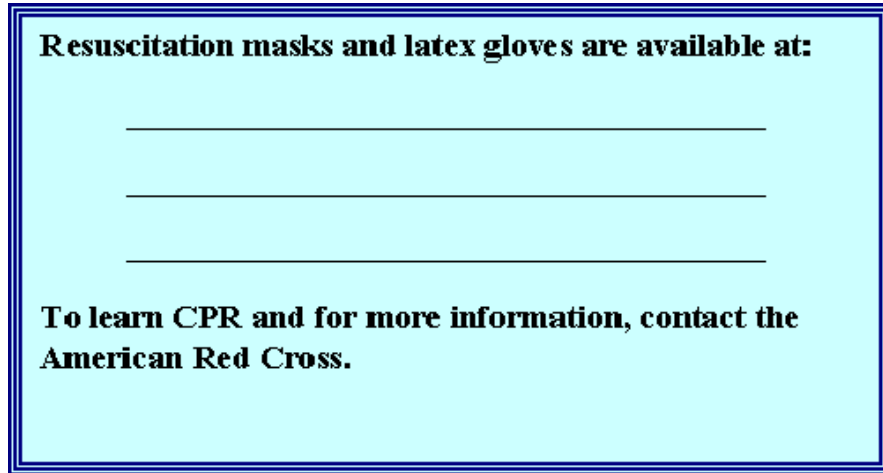 Resuscitation masks and latex gloves are available at:
To learn CPR and for more information, contact the
American Red Cross.